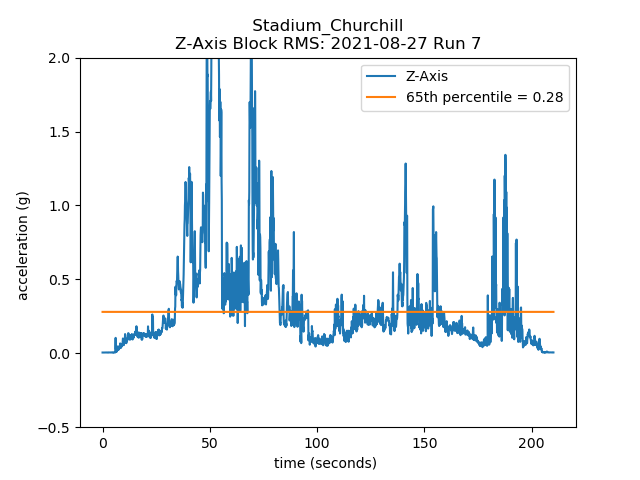 Stadium_Churchill
Z-Axis Block RMS: 2021-08-27 Run 7
Z-Axis
65th percentile = 0.28
2.0
1.5
1.0
0.5
0.0
−0.5
acceleration (g)
0
50
100
150
200
time (seconds)